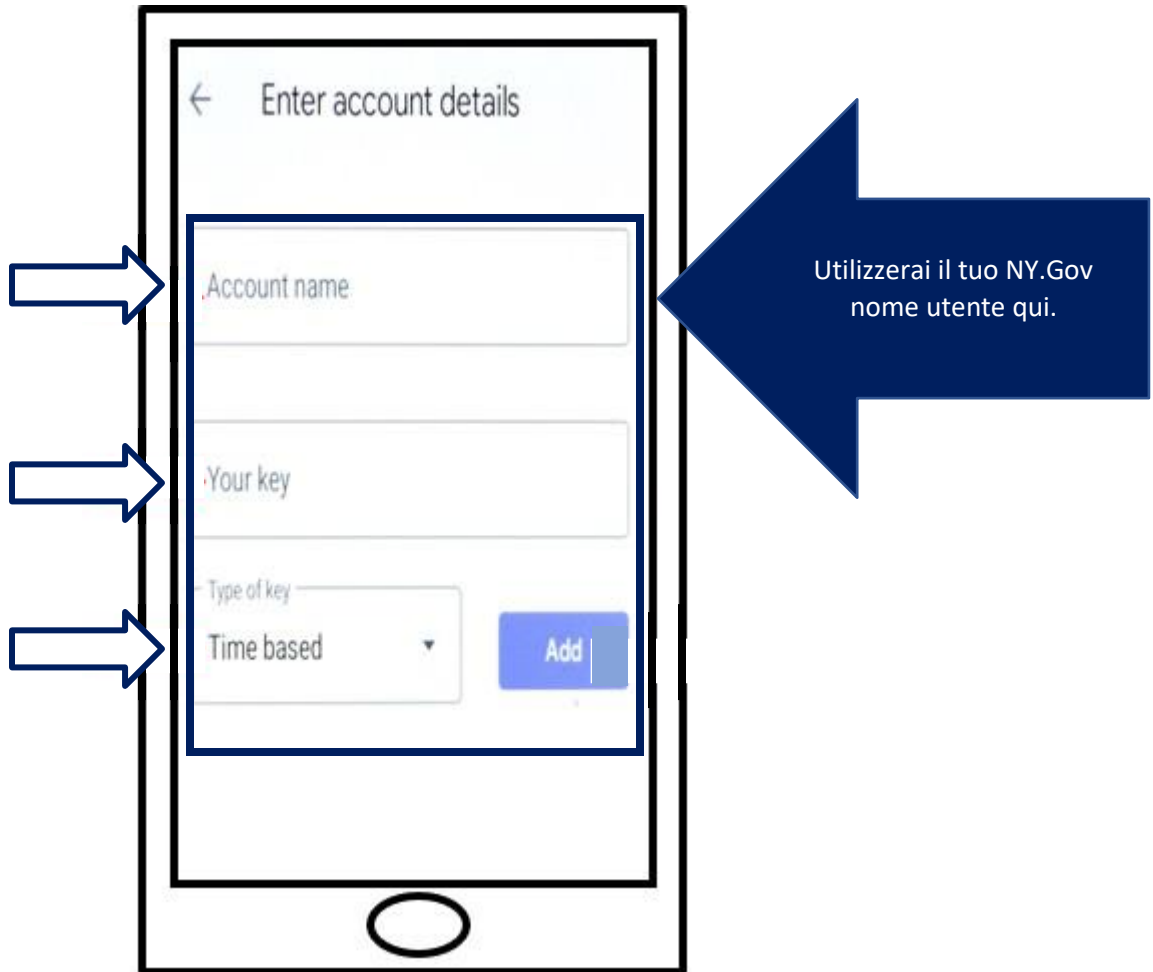 ← Enter account details
Account name
Your key
Type of key
Time based
Add
Utilizzerai il tuo NY.Gov
nome utente qui.